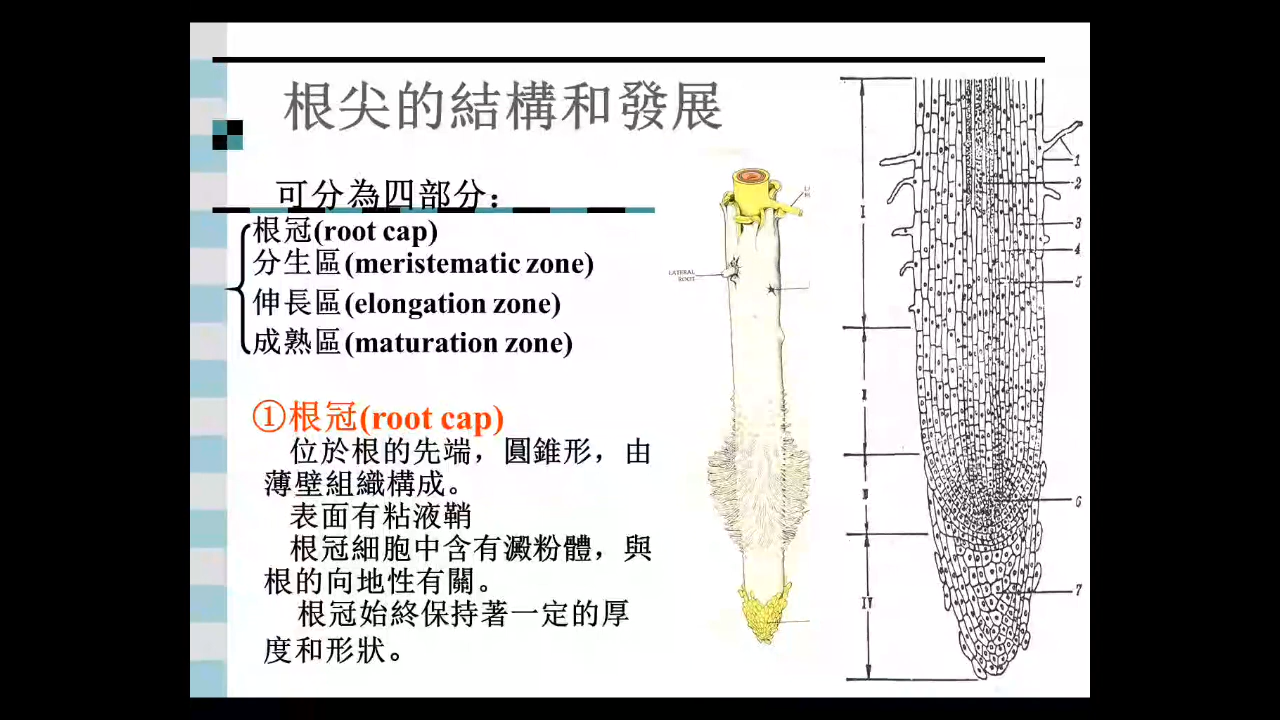 根尖的結構和發展
可分為四部分：
根冠(root cap)
分生區(meristematic zone)
伸長區(elongation zone)
成熟區(maturation zone)
①根冠(root cap)
位於根的先端，圓錐形，由
薄壁組織構成。
表面有粘液鞘
根冠細胞中含有澱粉體，與
根的向地性有關。
根冠始終保持著一定的厚
度和形狀。
LATERAL
ROOT
I
IV
1
2
3
4
5
6
7